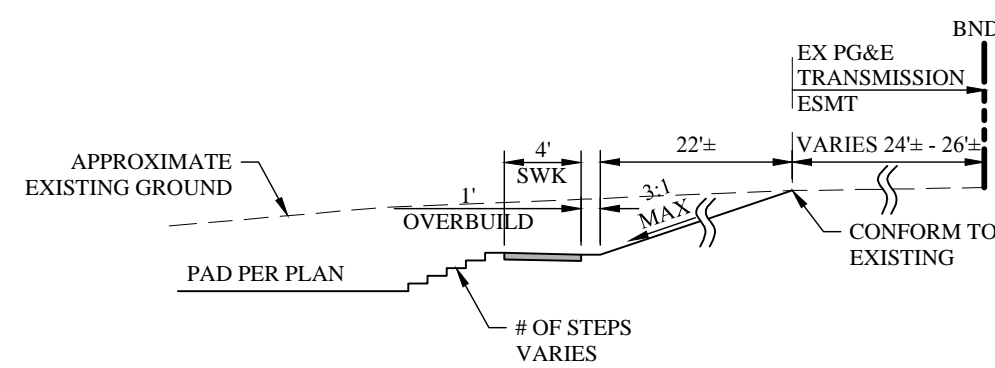 BND
EX PG&E
TRANSMISSION
ESMT
4'
22'±
VARIES 24'± - 26'±
APPROXIMATE
EXISTING GROUND
SWK
1'
OVERBUILD
3:1
MAX
CONFORM TO
EXISTING
PAD PER PLAN
# OF STEPS
VARIES